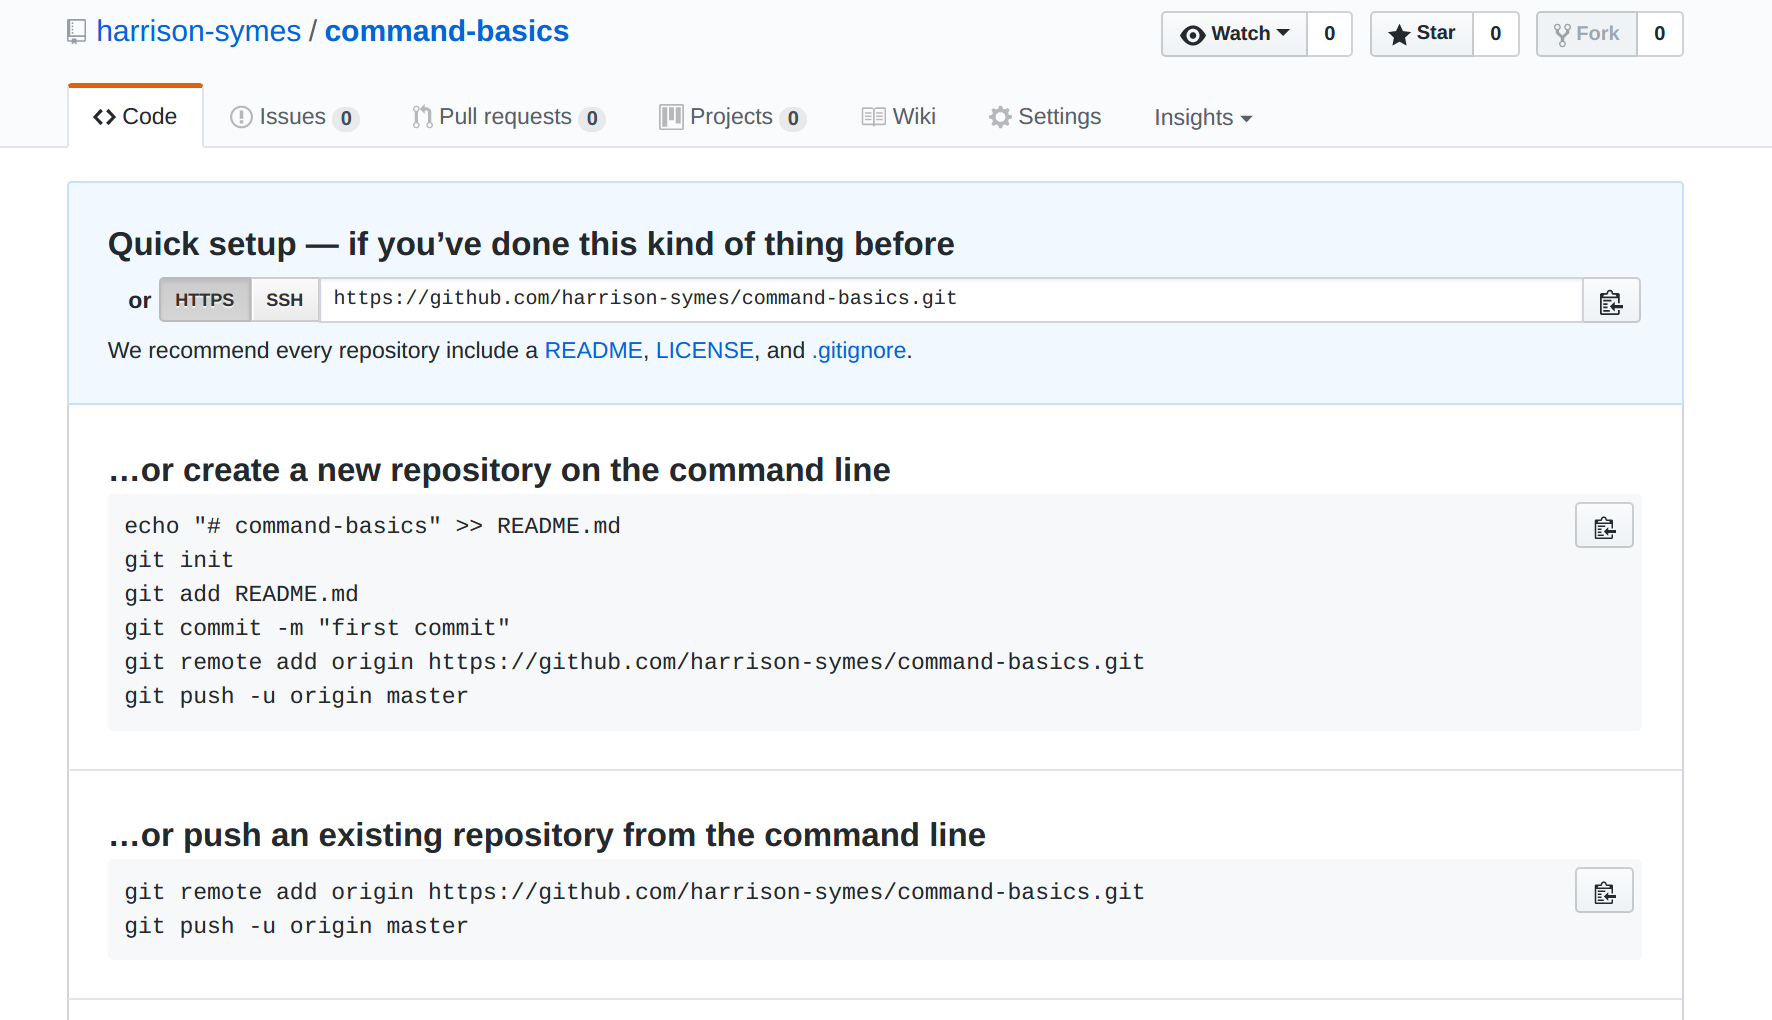 harrison-symes / command-basics
Watch 0 Star 0 Fork 0
Code Issues 0 Pull requests 0 Projects 0 Wiki Settings Insights
Quick setup — if you’ve done this kind of thing before
or HTTPS SSH https://github.com/harrison-symes/command-basics.git
We recommend every repository include a README, LICENSE, and .gitignore.
…or create a new repository on the command line
echo "# command-basics" >> README.md
git init
git add README.md
git commit -m "first commit"
git remote add origin https://github.com/harrison-symes/command-basics.git
git push -u origin master
…or push an existing repository from the command line
git remote add origin https://github.com/harrison-symes/command-basics.git
git push -u origin master